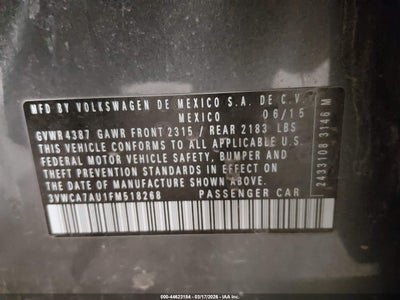 MFD BY VOLKSWAGEN DE MEXICO S.A. DE C.V.
MEXICO 06/15
GVWR 4387 GAWR FRONT 2315 / REAR 2183 LBS
THIS VEHICLE CONFORMS TO ALL APPLICABLE U.S.
FEDERAL MOTOR VEHICLE SAFETY, BUMPER AND
THEFT PREVENTION STANDARDS IN EFFECT ON THE
DATE OF MANUFACTURE SHOWN ABOVE.
3VWCA7AU1FM518268 PASSENGER CAR
2433108 3146 M
000-44623184 - 03/17/2026 - IAA Inc.